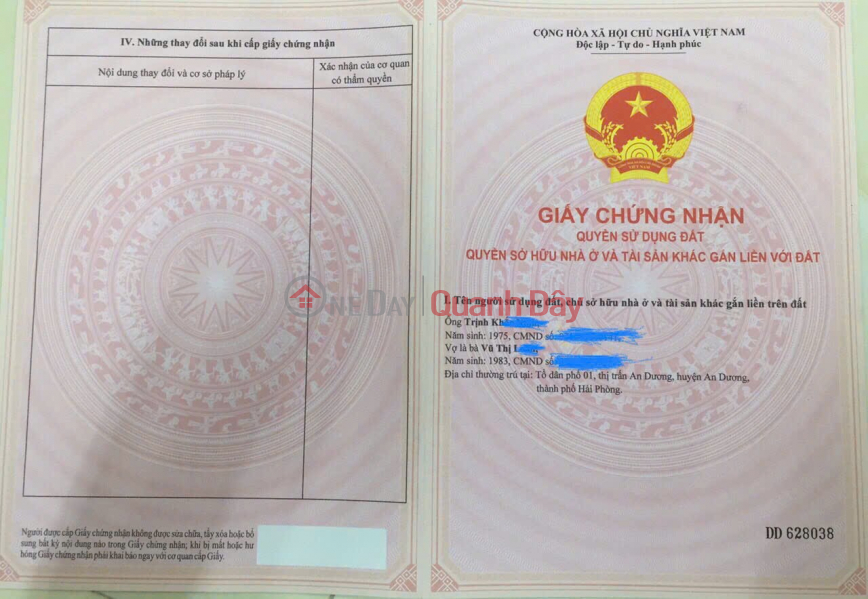 IV. Những thay đổi sau khi cấp giấy chứng nhận
Nội dung thay đổi và cơ sở pháp lý
Xác nhận của cơ quan
có thẩm quyền
Người được cấp Giấy chứng nhận không được sửa chữa, tẩy xóa hoặc bổ
sung bất kỳ nội dung nào trong Giấy chứng nhận; khi bị mất hoặc hư
hỏng Giấy chứng nhận phải khai báo ngay với cơ quan cấp Giấy.
CỘNG HÒA XÃ HỘI CHỦ NGHĨA VIỆT NAM
Độc lập - Tự do - Hạnh phúc
GIẤY CHỨNG NHẬN
QUYỀN SỬ DỤNG ĐẤT
QUYỀN SỞ HỮU NHÀ Ở VÀ TÀI SẢN KHÁC GẮN LIỀN VỚI ĐẤT
ONEDAY Quanh Đây
I. Tên người sử dụng đất, chủ sở hữu nhà ở và tài sản khác gắn liền trên đất
Ông Trịnh
Năm sinh: 1975, CMND số
Vợ là bà Vũ Thị
Năm sinh: 1983, CMND số
Địa chỉ thường trú tại: Tổ dân phố 01, thị trấn An Dương, huyện An Dương,
thành phố Hải Phòng.
DD 628038